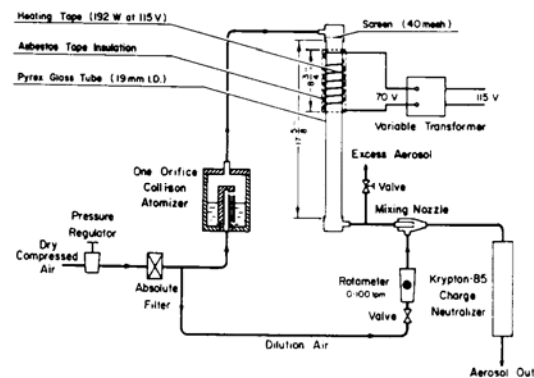 Heating Tape (192 W at 115 V)
Screen (40 mesh)
Asbestos Tape Insulation
Pyrex Glass Tube (19mm I.D.)
70 V
115 V
Variable Transformer
Excess Aerosol
One Orifice
Collison
Atomizer
Valve
Mixing Nozzle
Pressure
Regulator
Dry
Compressed
Air
Absolute
Filter
Rotameter
0-100 lpm
Krypton-85
Charge
Neutralizer
Valve
Dilution Air
Aerosol Out